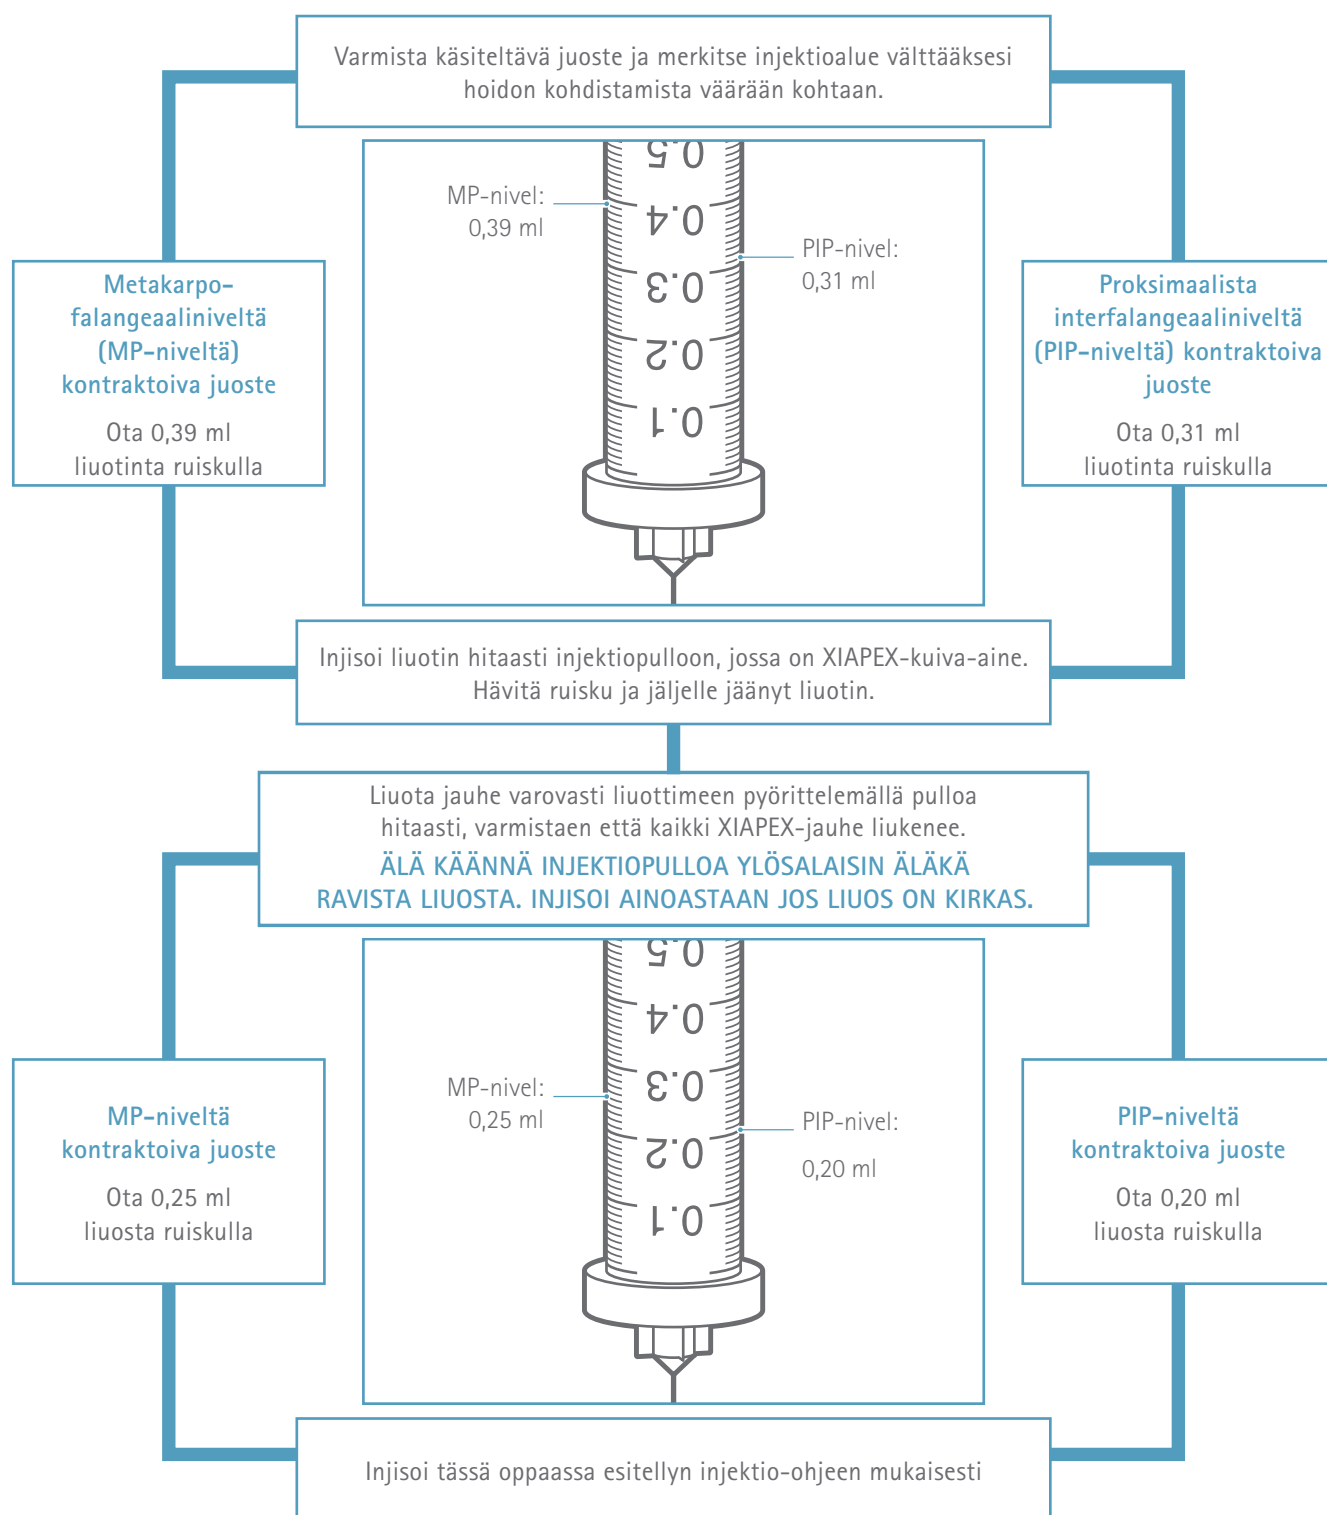 Varmista käsiteltävä juoste ja merkitse injektioalue välttääksesi
hoidon kohdistamista väärään kohtaan.
0.5
MP-nivel:
0,39 ml
0.4
PIP-nivel:
0,31 ml
0.3
0.2
0.1
Metakarpo-
falangeaaliniveltä
(MP-niveltä)
kontraktoiva juoste
Ota 0,39 ml
liuotinta ruiskulla
Proksimaalista
interfalangeaaliniveltä
(PIP-niveltä) kontraktoiva
juoste
Ota 0,31 ml
liuotinta ruiskulla
Injisoi liuotin hitaasti injektiopulloon, jossa on XIAPEX-kuiva-aine.
Hävitä ruisku ja jäljelle jäänyt liuotin.
Liuota jauhe varovasti liuottimeen pyörittelemällä pulloa
hitaasti, varmistaen että kaikki XIAPEX-jauhe liukenee.
ÄLÄ KÄÄNNÄ INJEKTIOPULLOA YLÖSALAISIN ÄLÄKÄ
RAVISTA LIUOSTA. INJISOI AINOASTAAN JOS LIUOS ON KIRKAS.
0.5
0.4
MP-nivel:
0,25 ml
0.3
PIP-nivel:
0,20 ml
0.2
0.1
MP-niveltä
kontraktoiva juoste
Ota 0,25 ml
liuosta ruiskulla
PIP-niveltä
kontraktoiva juoste
Ota 0,20 ml
liuosta ruiskulla
Injisoi tässä oppaassa esitellyn injektio-ohjeen mukaisesti